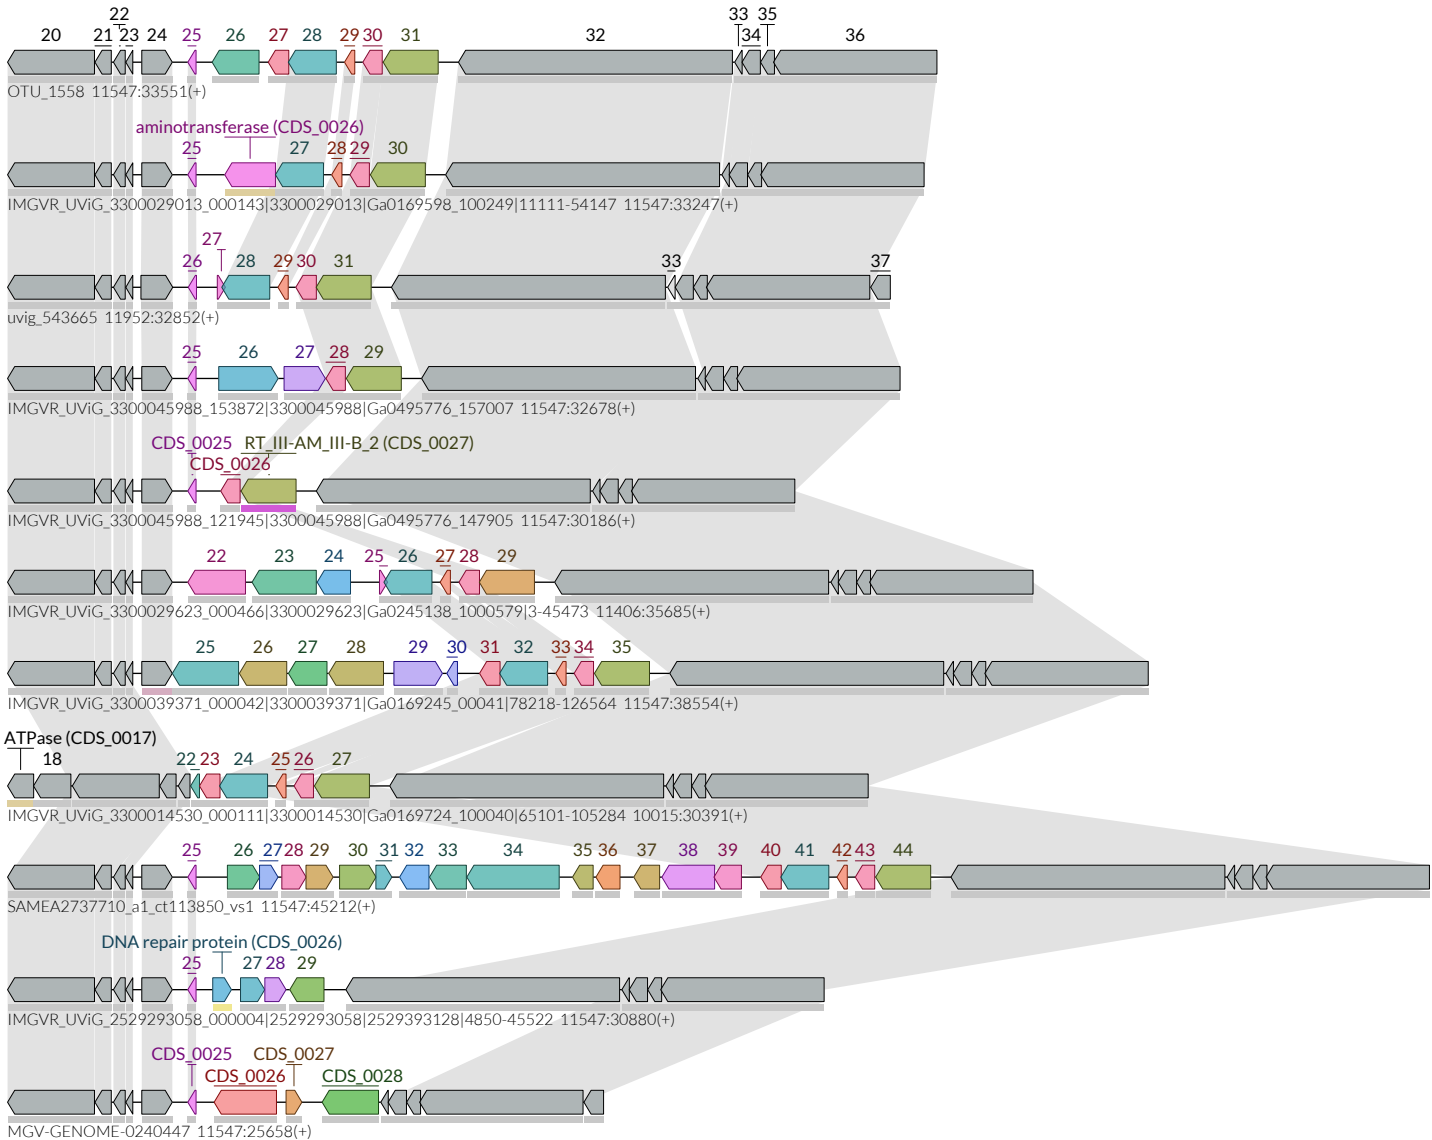 22 33 35
20 21 23 24 25 26 27 28 29 30 31 32 34 36
OTU_1558 11547:33551(+)
aminotransferase (CDS_0026)
25 27 28 29 30
IMGVR_UViG_3300029013_000143|3300029013|Ga0169598_100249|11111-54147 11547:33247(+)
27
26 28 29 30 31 33 37
uvig_543665 11952:32852(+)
25 26 27 28 29
IMGVR_UViG_3300045988_153872|3300045988|Ga0495776_157007 11547:32678(+)
CDS_0025 RT_III-AM_III-B_2 (CDS_0027)
CDS_0026
IMGVR_UViG_3300045988_121945|3300045988|Ga0495776_147905 11547:30186(+)
22 23 24 25 26 27 28 29
IMGVR_UViG_3300029623_000466|3300029623|Ga0245138_1000579|3-45473 11406:35685(+)
25 26 27 28 29 30 31 32 33 34 35
IMGVR_UViG_3300039371_000042|3300039371|Ga0169245_00041|78218-126564 11547:38554(+)
ATPase (CDS_0017)
18 22 23 24 25 26 27
IMGVR_UViG_3300014530_000111|3300014530|Ga0169724_100040|65101-105284 10015:30391(+)
25 26 27 28 29 30 31 32 33 34 35 36 37 38 39 40 41 42 43 44
SAMEA2737710_a1_ct113850_vs1 11547:45212(+)
DNA repair protein (CDS_0026)
25 27 28 29
IMGVR_UViG_2529293058_000004|2529293058|2529393128|4850-45522 11547:30880(+)
CDS_0025 CDS_0027
CDS_0026 CDS_0028
MGV-GENOME-0240447 11547:25658(+)